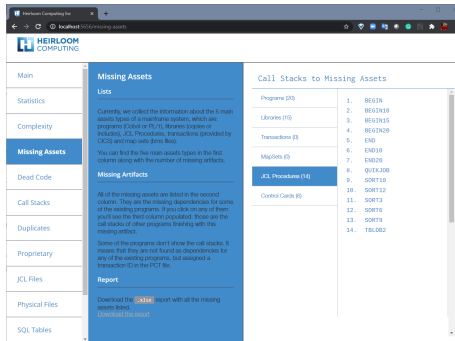 Heirloom Computing Inc
localhost:5656/missing-assets
HEIRLOOM
COMPUTING
Main
Statistics
Complexity
Missing Assets
Dead Code
Call Stacks
Duplicates
Proprietary
JCL Files
Physical Files
SQL Tables
Missing Assets
Lists
Currently, we collect the information about the 5 main
assets types of a mainframe system, which are:
programs (Cobol or PL/1), libraries (copies or
includes), JCL Procedures, transactions (provided by
CICS) and map-sets (bms files).
You can find the five main asset types in the first
column along with the number of missing artifacts.
Missing Artifacts
All of the missing assets are listed in the second
column. They are the missing dependencies for some
of the existing programs. If you click on any of them
you'll see the third column populated: those are the
call stacks of other programs finishing with this
missing artifact.
Some of the programs don't show the call stacks. It
means that they are not found as dependencies for
any of the existing programs, but assigned a
transaction ID in the PCT file.
Report
Download the .xlsx report with all the missing
assets listed.
Download the report
Call Stacks to Missing Assets
Programs (20)
Libraries (15)
Transactions (0)
MapSets (0)
JCL Procedures (14)
Control Cards (8)
1. BEGIN
2. BEGIN10
3. BEGIN15
4. BEGIN20
5. END
6. END10
7. END20
8. QUIKJOB
9. SORT10
10. SORT12
11. SORT3
12. SORT6
13. SORT9
14. TBLDB2